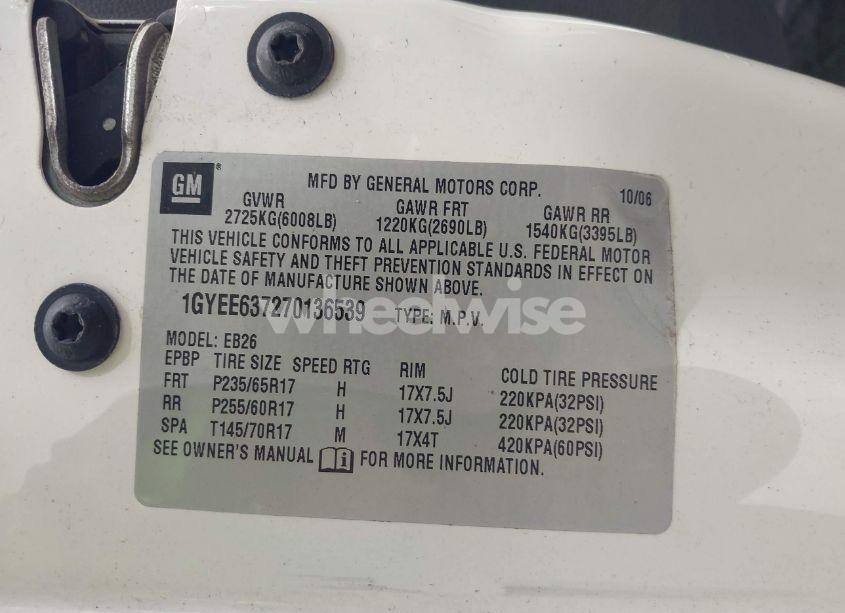 GM ®
MFD BY GENERAL MOTORS CORP. 10/06
GVWR GAWR FRT GAWR RR
2725KG(6008LB) 1220KG(2690LB) 1540KG(3395LB)
THIS VEHICLE CONFORMS TO ALL APPLICABLE U.S. FEDERAL MOTOR
VEHICLE SAFETY AND THEFT PREVENTION STANDARDS IN EFFECT ON
THE DATE OF MANUFACTURE SHOWN ABOVE.
1GYEE637270136539 TYPE: M.P.V.
wheelwise
MODEL: EB26
EPBP TIRE SIZE SPEED RTG RIM COLD TIRE PRESSURE
FRT P235/65R17 H 17X7.5J 220KPA(32PSI)
RR P255/60R17 H 17X7.5J 220KPA(32PSI)
SPA T145/70R17 M 17X4T 420KPA(60PSI)
SEE OWNER'S MANUAL FOR MORE INFORMATION.